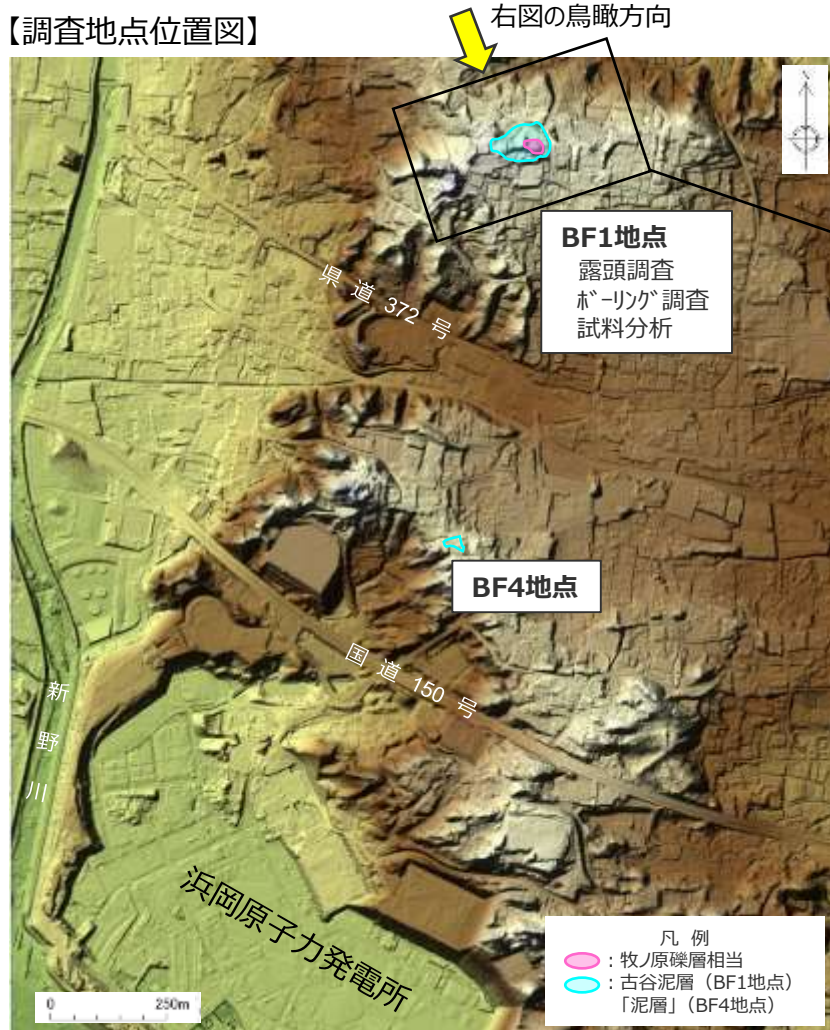 【調査地点位置図】
右図の鳥瞰方向
N
BF1地点
露頭調査
ﾎﾞｰﾘﾝｸﾞ調査
試料分析
県道 372 号
BF4地点
国道 150 号
新野川
浜岡原子力発電所
凡 例
：牧ノ原礫層相当
：古谷泥層（BF1地点）
「泥層」（BF4地点）
0 250m